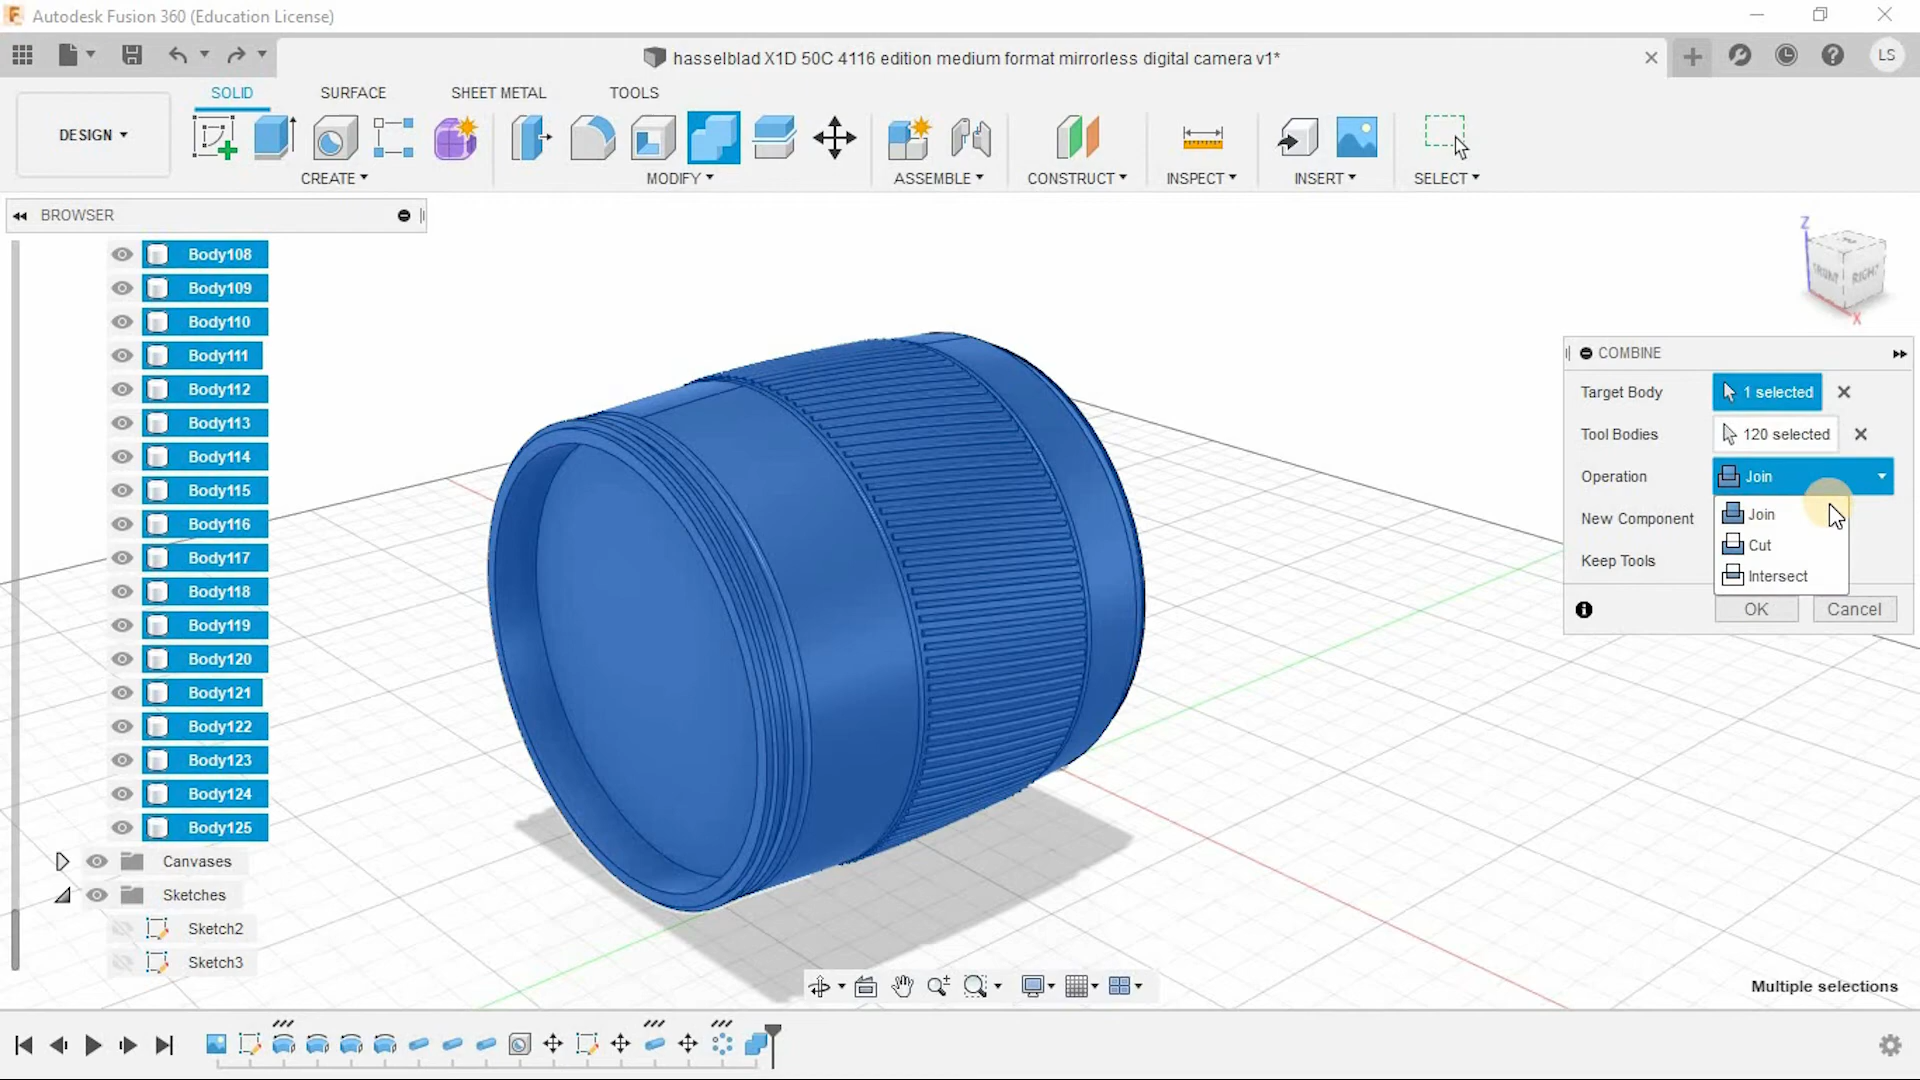 Autodesk Fusion 360 (Education License)
hasselblad X1D 50C 4116 edition medium format mirrorless digital camera v1*
LS
SOLID SURFACE SHEET METAL TOOLS
DESIGN
CREATE MODIFY ASSEMBLE CONSTRUCT INSPECT INSERT SELECT
BROWSER
Body108
Body109
Body110
Body111
Body112
Body113
Body114
Body115
Body116
Body117
Body118
Body119
Body120
Body121
Body122
Body123
Body124
Body125
Canvases
Sketches
Sketch2
Sketch3
Z
FRONT RIGHT
X
COMBINE
Target Body 1 selected
Tool Bodies 120 selected
Operation Join
New Component
Keep Tools
Join
Cut
Intersect
OK Cancel
Multiple selections